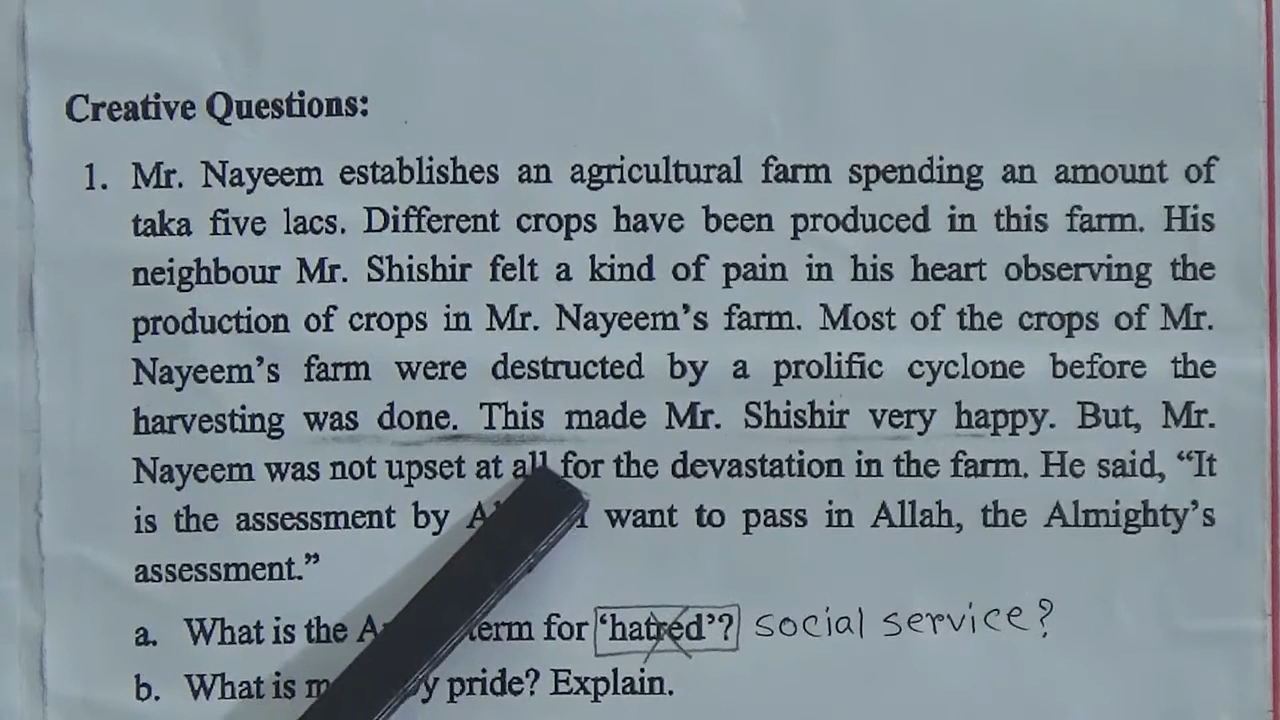 Creative Questions:
1. Mr. Nayeem establishes an agricultural farm spending an amount of
taka five lacs. Different crops have been produced in this farm. His
neighbour Mr. Shishir felt a kind of pain in his heart observing the
production of crops in Mr. Nayeem's farm. Most of the crops of Mr.
Nayeem's farm were destructed by a prolific cyclone before the
harvesting was done. This made Mr. Shishir very happy. But, Mr.
Nayeem was not upset at all for the devastation in the farm. He said, “It
is the assessment by I want to pass in Allah, the Almighty's
assessment.”
a. What is the term for ‘hatred’? social service?
b. What is pride? Explain.